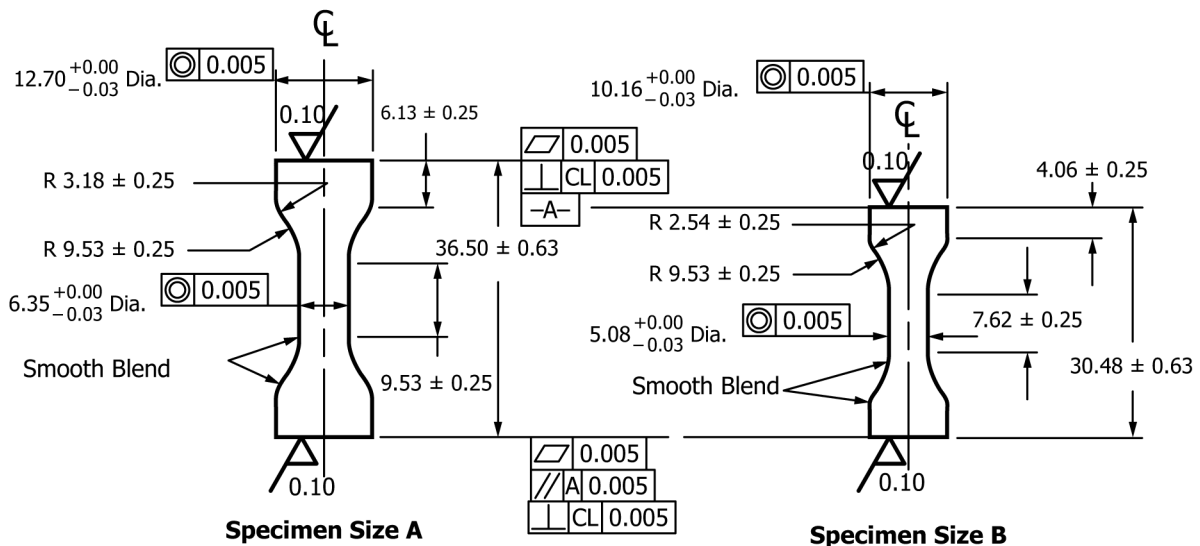 ℄
12.70 +0.00 −0.03 Dia.
◎ 0.005
0.10
6.13 ± 0.25
R 3.18 ± 0.25
R 9.53 ± 0.25
36.50 ± 0.63
6.35 +0.00 −0.03 Dia.
◎ 0.005
Smooth Blend
9.53 ± 0.25
0.10
Specimen Size A
⏥ 0.005
⊥ CL 0.005
–A–
⏥ 0.005
// A 0.005
⊥ CL 0.005
10.16 +0.00 −0.03 Dia.
◎ 0.005
℄
0.10
4.06 ± 0.25
R 2.54 ± 0.25
R 9.53 ± 0.25
5.08 +0.00 −0.03 Dia.
◎ 0.005
7.62 ± 0.25
30.48 ± 0.63
Smooth Blend
0.10
Specimen Size B